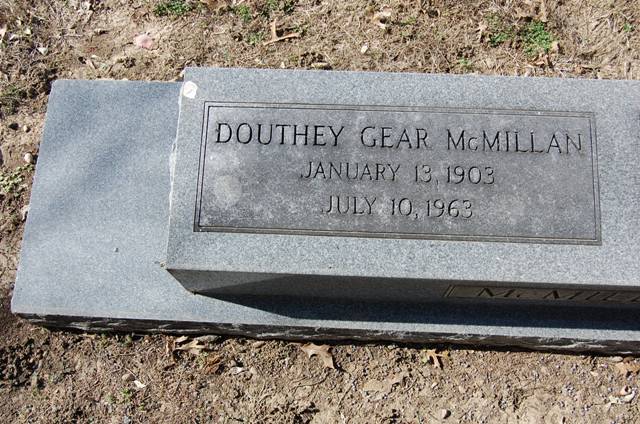 DOUTHEY GEAR McMILLAN
JANUARY 13, 1903
JULY 10, 1963